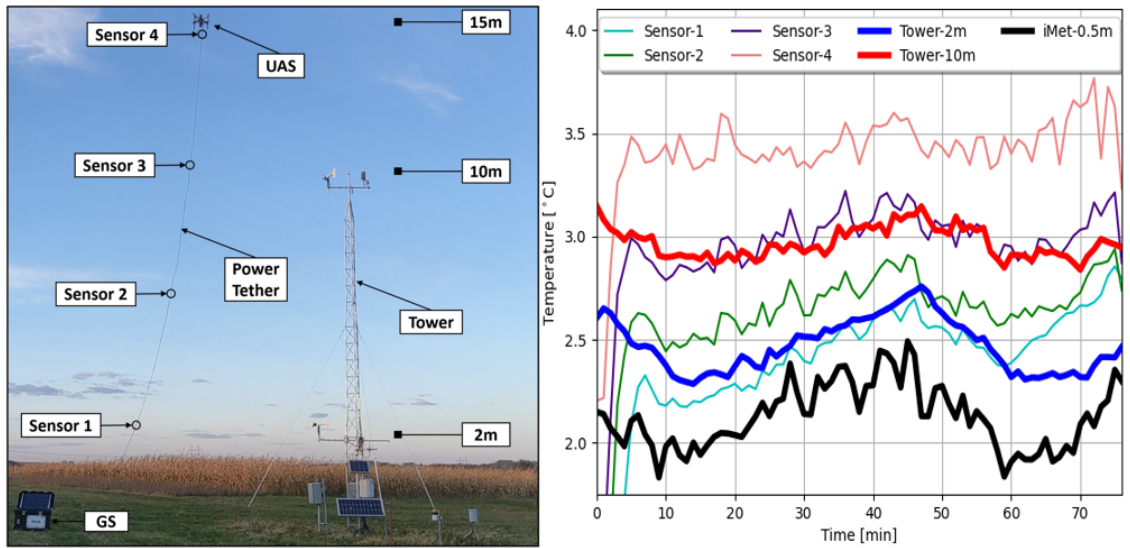 Sensor 4
15m
UAS
Sensor 3
10m
Power
Tether
Sensor 2
Tower
Sensor 1
2m
GS
Sensor-1
Sensor-3
Tower-2m
iMet-0.5m
Sensor-2
Sensor-4
Tower-10m
4.0
3.5
3.0
2.5
2.0
Temperature [°C]
0
10
20
30
40
50
60
70
Time [min]